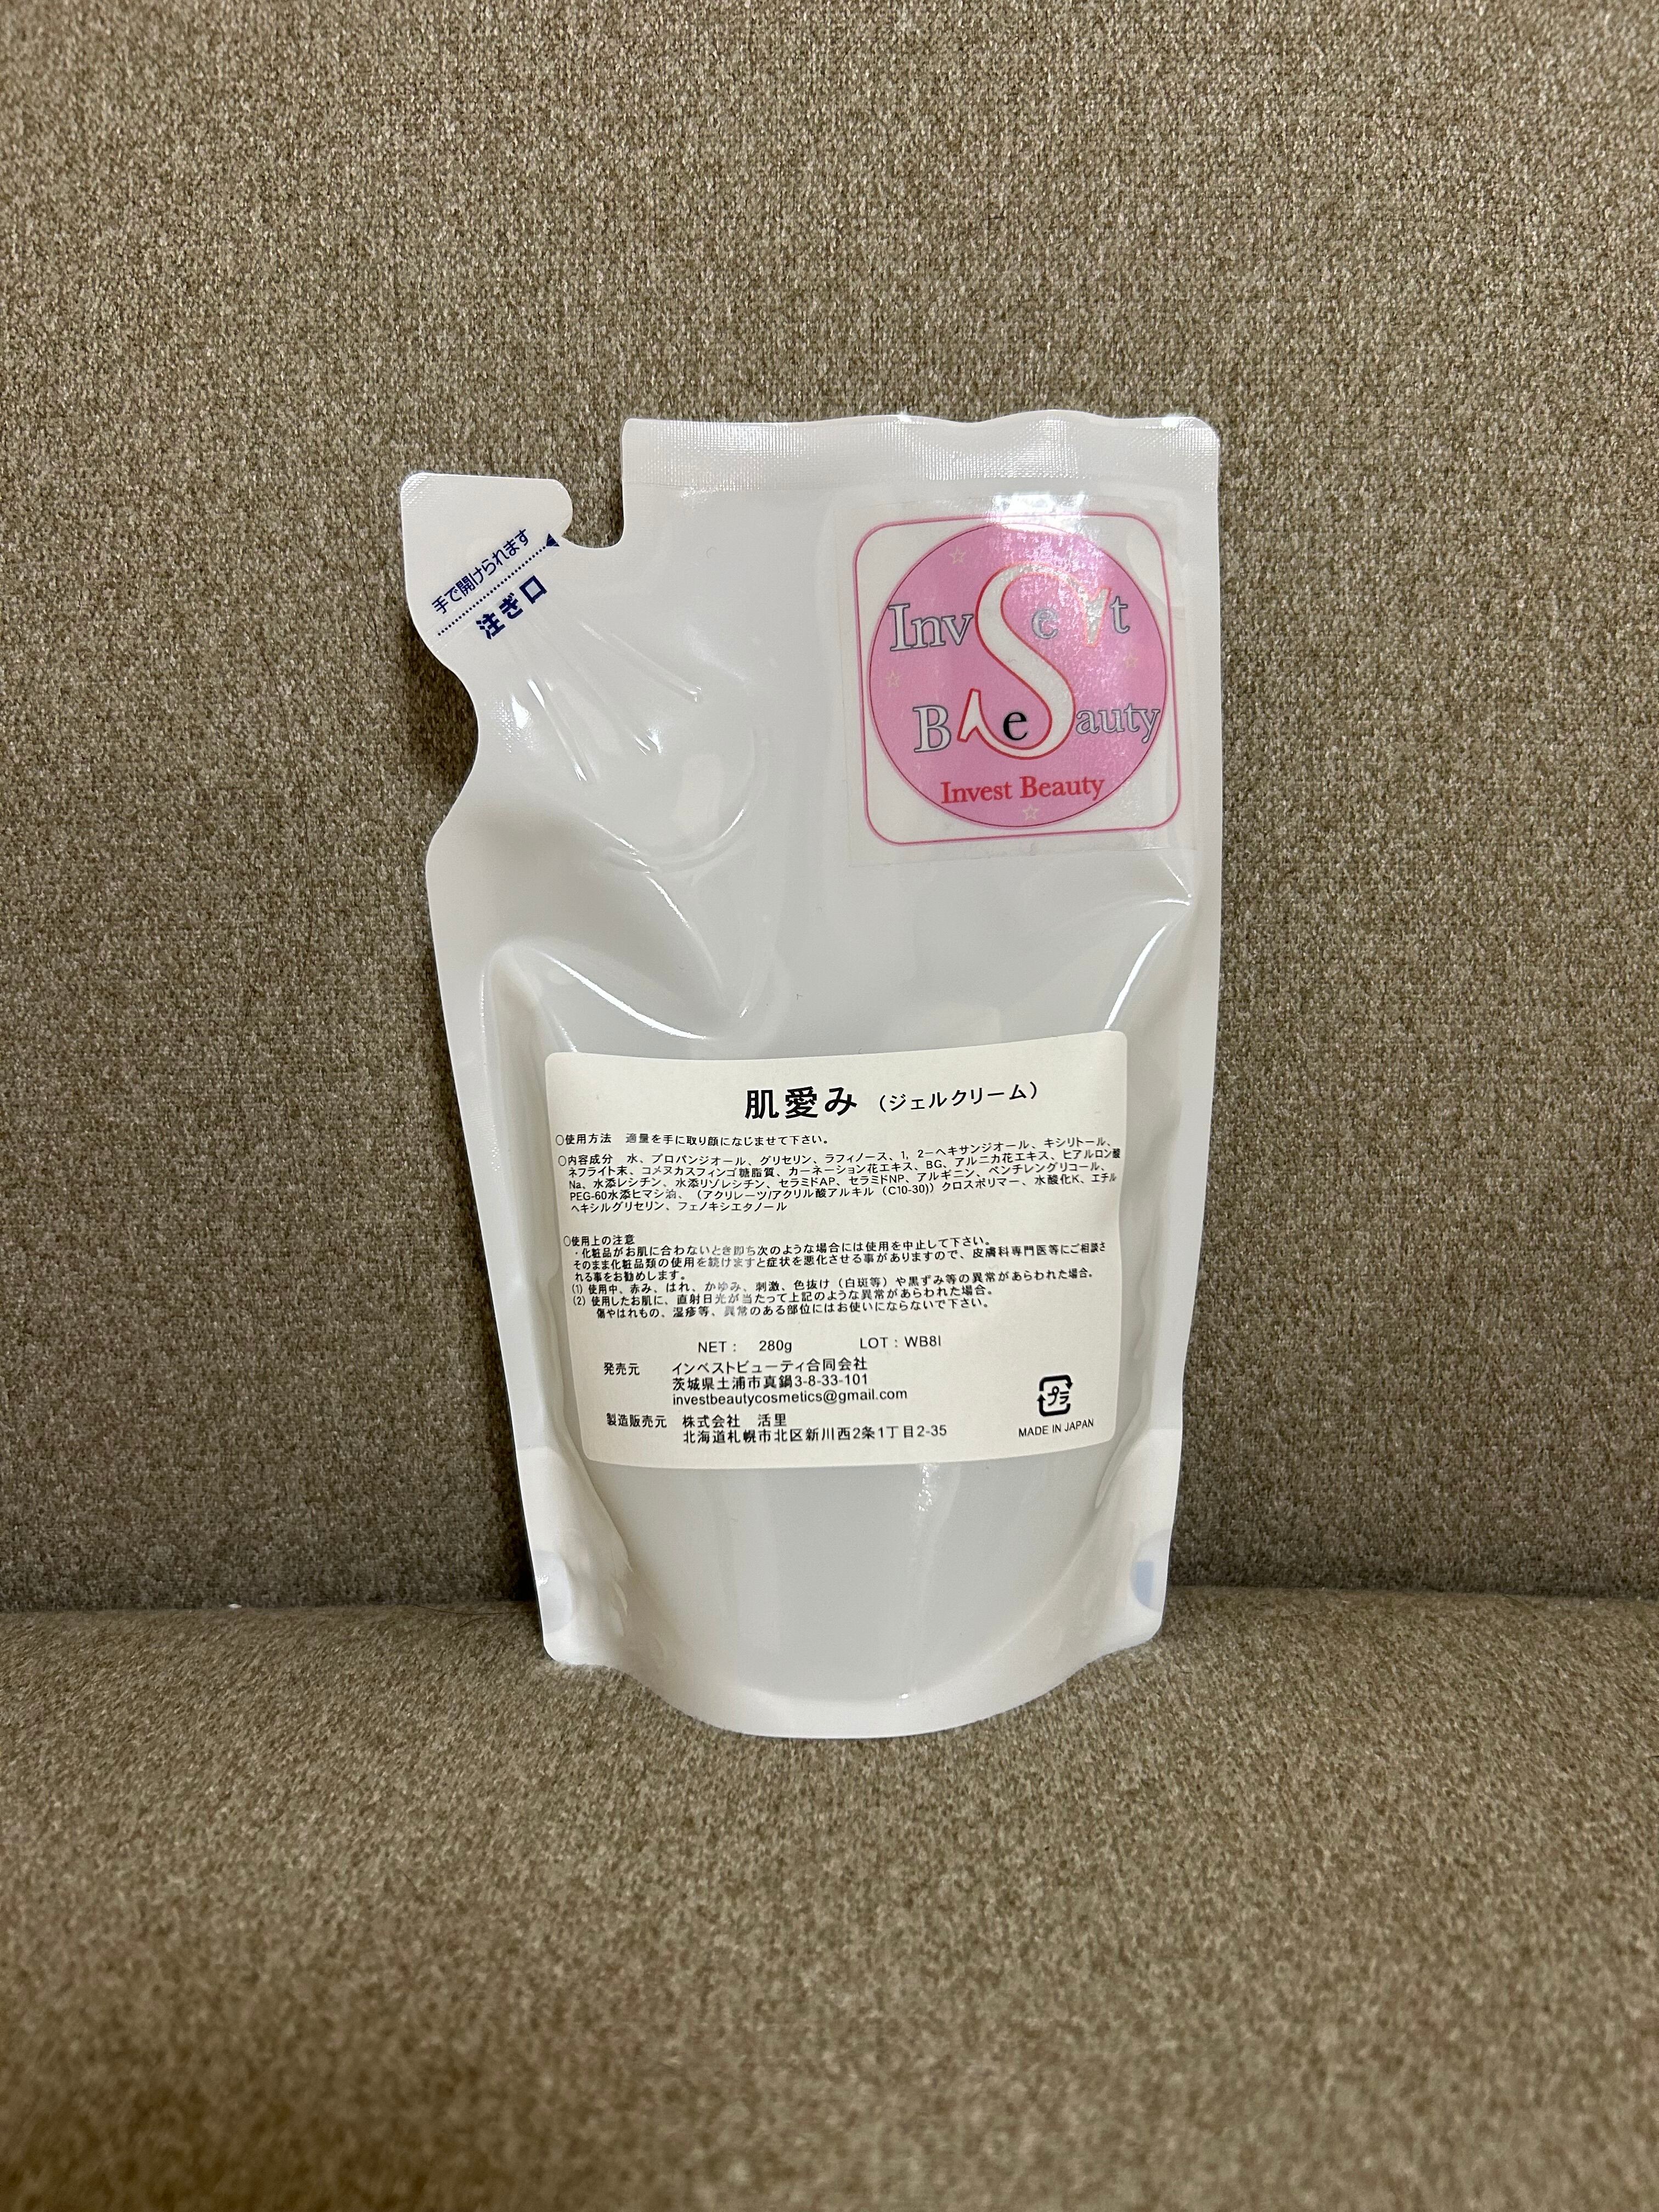 手で開けられます
注ぎ口
Inv e s t
B e auty
Invest Beauty
肌愛み （ジェルクリーム）
○使用方法　適量を手に取り顔になじませて下さい。
○内容成分　水、プロパンジオール、グリセリン、ラフィノース、1, 2－ヘキサンジオール、キシリトール、
ネフライト末、コメヌカスフィンゴ糖脂質、カーネーション花エキス、BG、アルニカ花エキス、ヒアルロン酸
Na、水添レシチン、水添リゾレシチン、セラミドAP、セラミドNP、アルギニン、ペンチレングリコール、
PEG-60水添ヒマシ油、（アクリレーツ/アクリル酸アルキル（C10-30)）クロスポリマー、水酸化K、エチル
ヘキシルグリセリン、フェノキシエタノール
○使用上の注意
・化粧品がお肌に合わないとき即ち次のような場合には使用を中止して下さい。
そのまま化粧品類の使用を続けますと症状を悪化させる事がありますので、皮膚科専門医等にご相談さ
れる事をお勧めします。
(1) 使用中、赤み、はれ、かゆみ、刺激、色抜け（白斑等）や黒ずみ等の異常があらわれた場合。
(2) 使用したお肌に、直射日光が当たって上記のような異常があらわれた場合。
傷やはれもの、湿疹等、異常のある部位にはお使いにならないで下さい。
NET： 280g　LOT：WB8I
発売元　インベストビューティ合同会社
茨城県土浦市真鍋3-8-33-101
investbeautycosmetics@gmail.com
製造販売元　株式会社　活里
北海道札幌市北区新川西2条1丁目2-35
プラ
MADE IN JAPAN